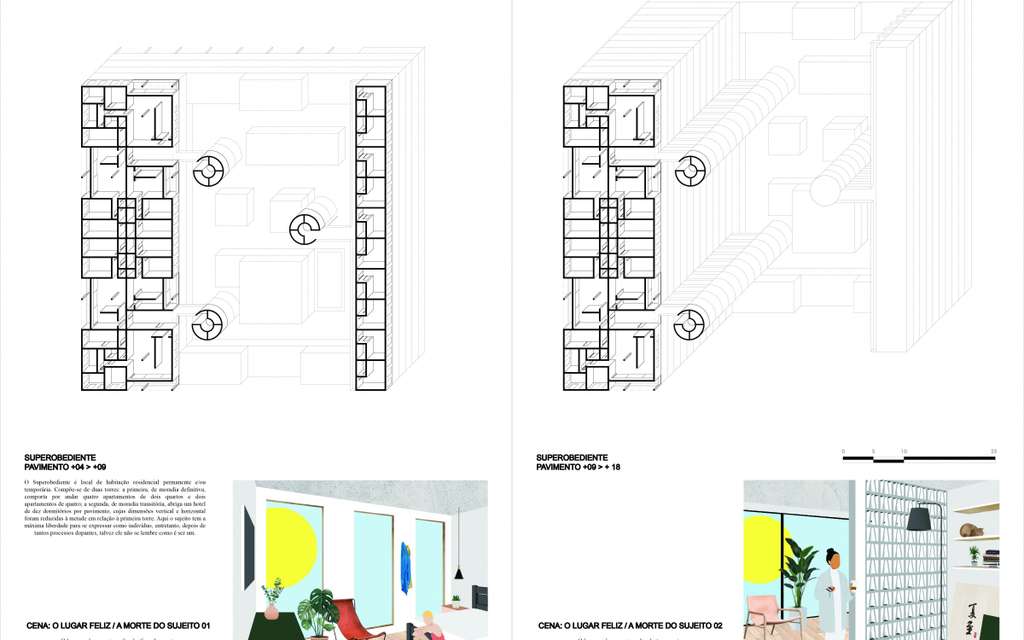 SUPEROBEDIENTE
PAVIMENTO +04 > +09
O Superobediente é local de habitação residencial permanente e/ou
temporária. Compõe-se de duas torres: a primeira, de moradia definitiva,
comporta por andar quatro apartamentos de dois quartos e dois
apartamentos de quatro; a segunda, de moradia transitória, abriga um hotel
de dez dormitórios por pavimento, cujas dimensões vertical e horizontal
foram reduzidas à metade em relação à primeira torre. Aqui o sujeito tem a
máxima liberdade para se expressar como indivíduo, entretanto, depois de
tantos processos dopantes, talvez ele não se lembre como é ser um.
CENA: O LUGAR FELIZ / A MORTE DO SUJEITO 01
SUPEROBEDIENTE
PAVIMENTO +09 > + 18
0 5 10 25
CENA: O LUGAR FELIZ / A MORTE DO SUJEITO 02